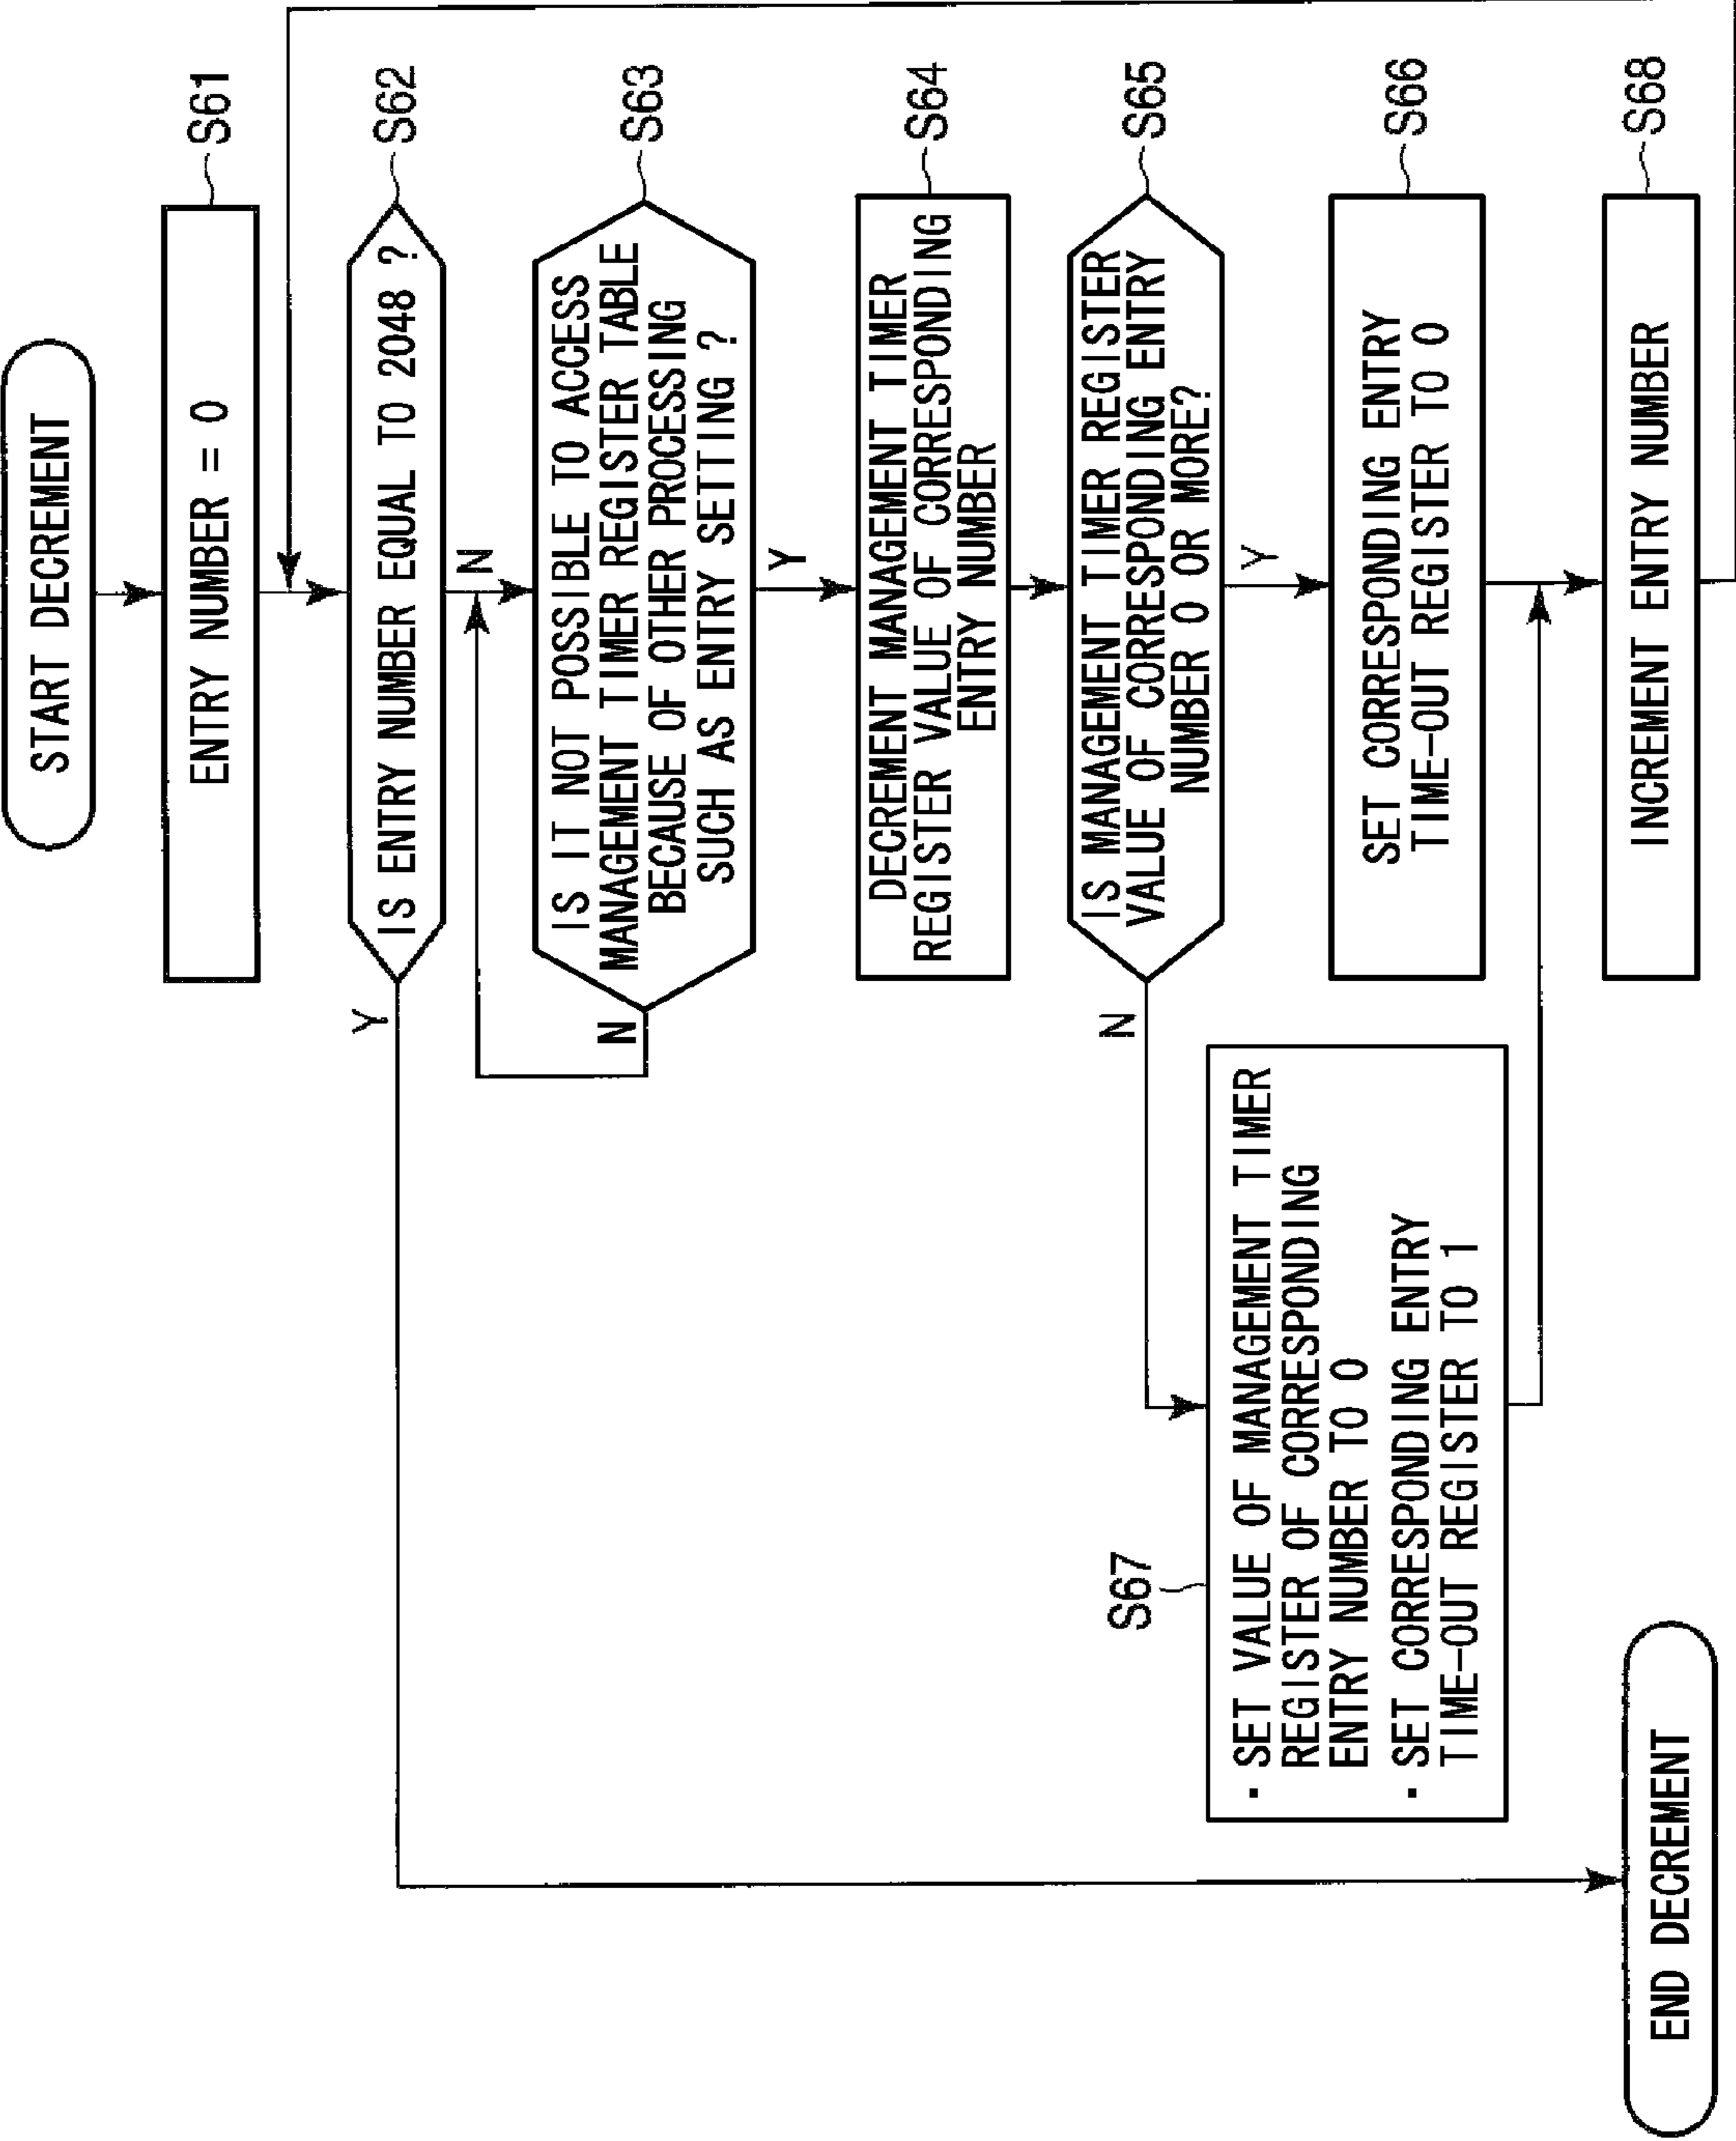 START DECREMENT
S61
ENTRY NUMBER = 0
S62
IS ENTRY NUMBER EQUAL TO 2048 ?
Y
N
S63
IS IT NOT POSSIBLE TO ACCESS
MANAGEMENT TIMER REGISTER TABLE
BECAUSE OF OTHER PROCESSING
SUCH AS ENTRY SETTING ?
N
Y
S64
DECREMENT MANAGEMENT TIMER
REGISTER VALUE OF CORRESPONDING
ENTRY NUMBER
S65
IS MANAGEMENT TIMER REGISTER
VALUE OF CORRESPONDING ENTRY
NUMBER 0 OR MORE?
N
Y
S67
· SET VALUE OF MANAGEMENT TIMER
REGISTER OF CORRESPONDING
ENTRY NUMBER TO 0
· SET CORRESPONDING ENTRY
TIME-OUT REGISTER TO 1
S66
SET CORRESPONDING ENTRY
TIME-OUT REGISTER TO 0
S68
INCREMENT ENTRY NUMBER
END DECREMENT